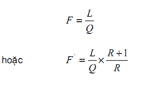 F = L/Q
hoặc F' = L/Q × R+1/R